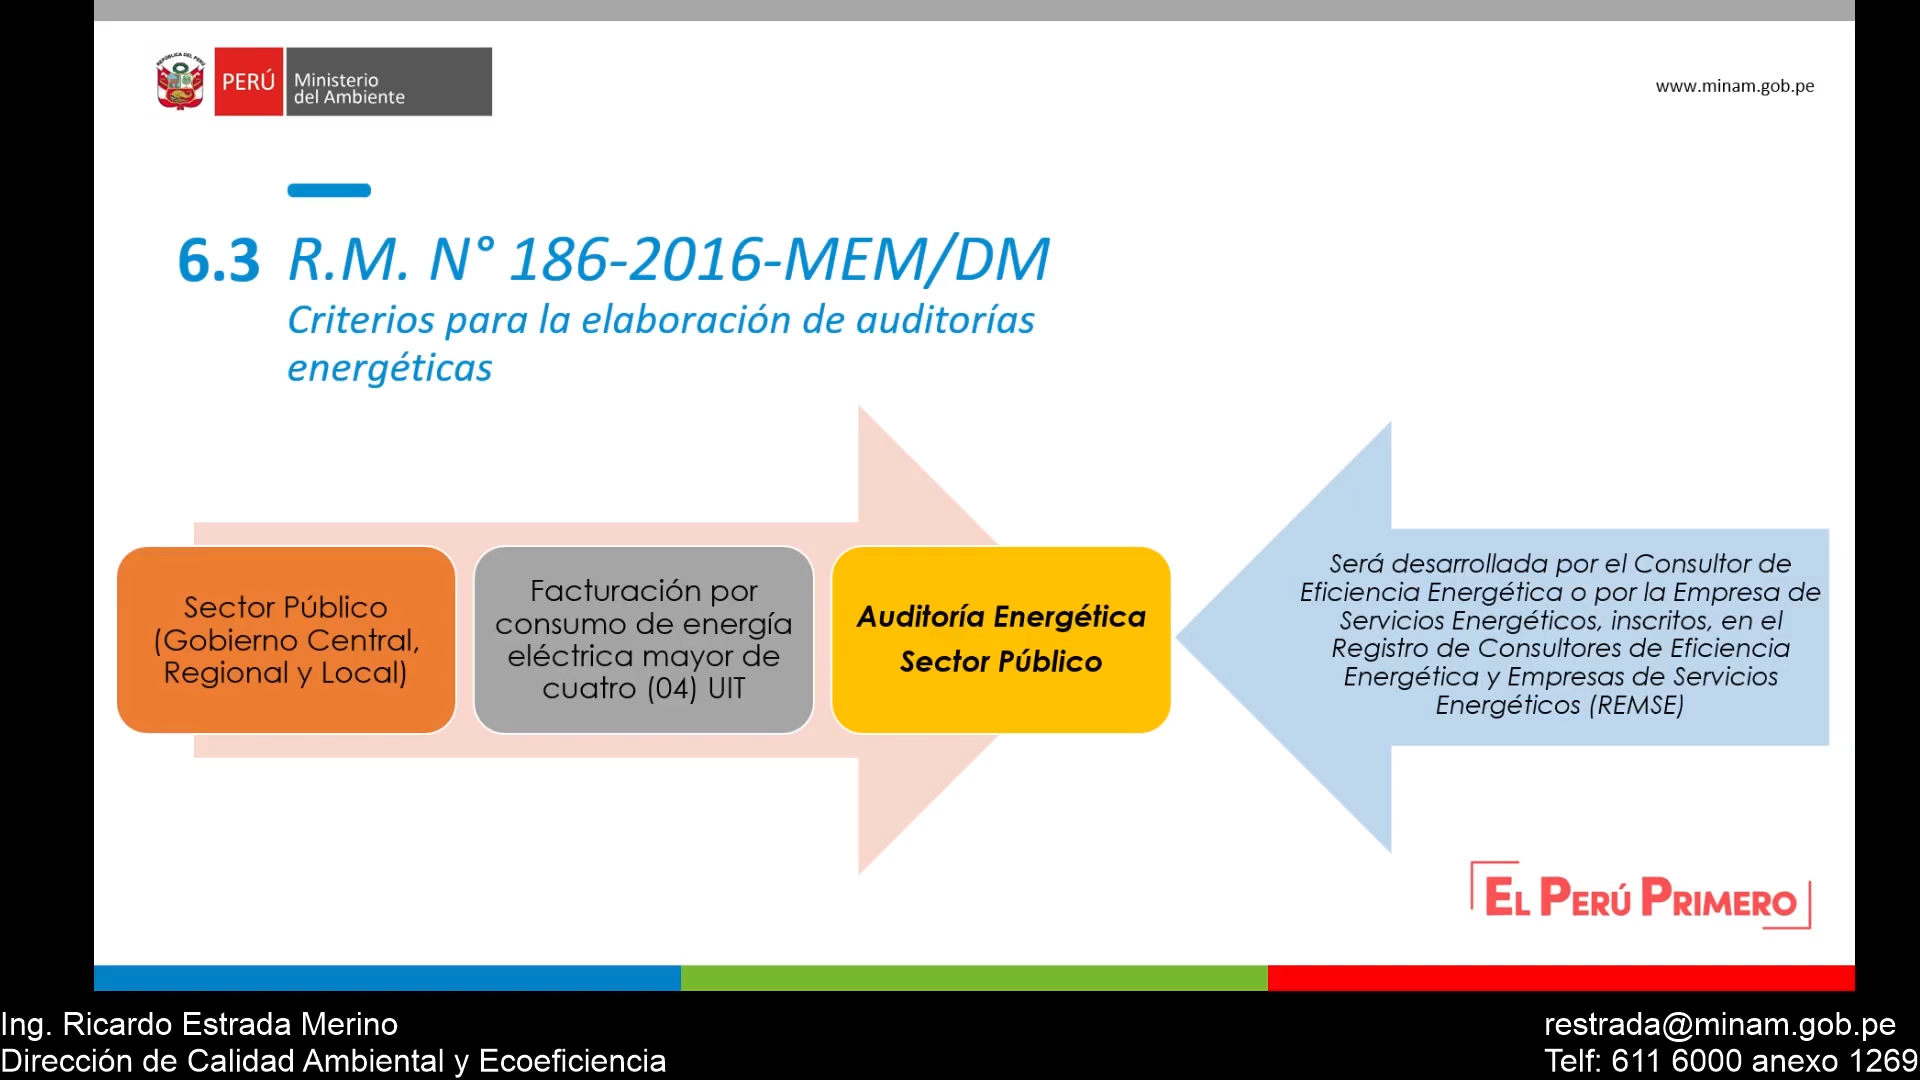 REPÚBLICA DEL PERÚ
PERÚ
Ministerio
del Ambiente
www.minam.gob.pe
6.3 R.M. N° 186-2016-MEM/DM
Criterios para la elaboración de auditorías
energéticas
Sector Público
(Gobierno Central,
Regional y Local)
Facturación por
consumo de energía
eléctrica mayor de
cuatro (04) UIT
Auditoría Energética
Sector Público
Será desarrollada por el Consultor de
Eficiencia Energética o por la Empresa de
Servicios Energéticos, inscritos, en el
Registro de Consultores de Eficiencia
Energética y Empresas de Servicios
Energéticos (REMSE)
EL PERÚ PRIMERO
Ing. Ricardo Estrada Merino
Dirección de Calidad Ambiental y Ecoeficiencia
restrada@minam.gob.pe
Telf: 611 6000 anexo 1269